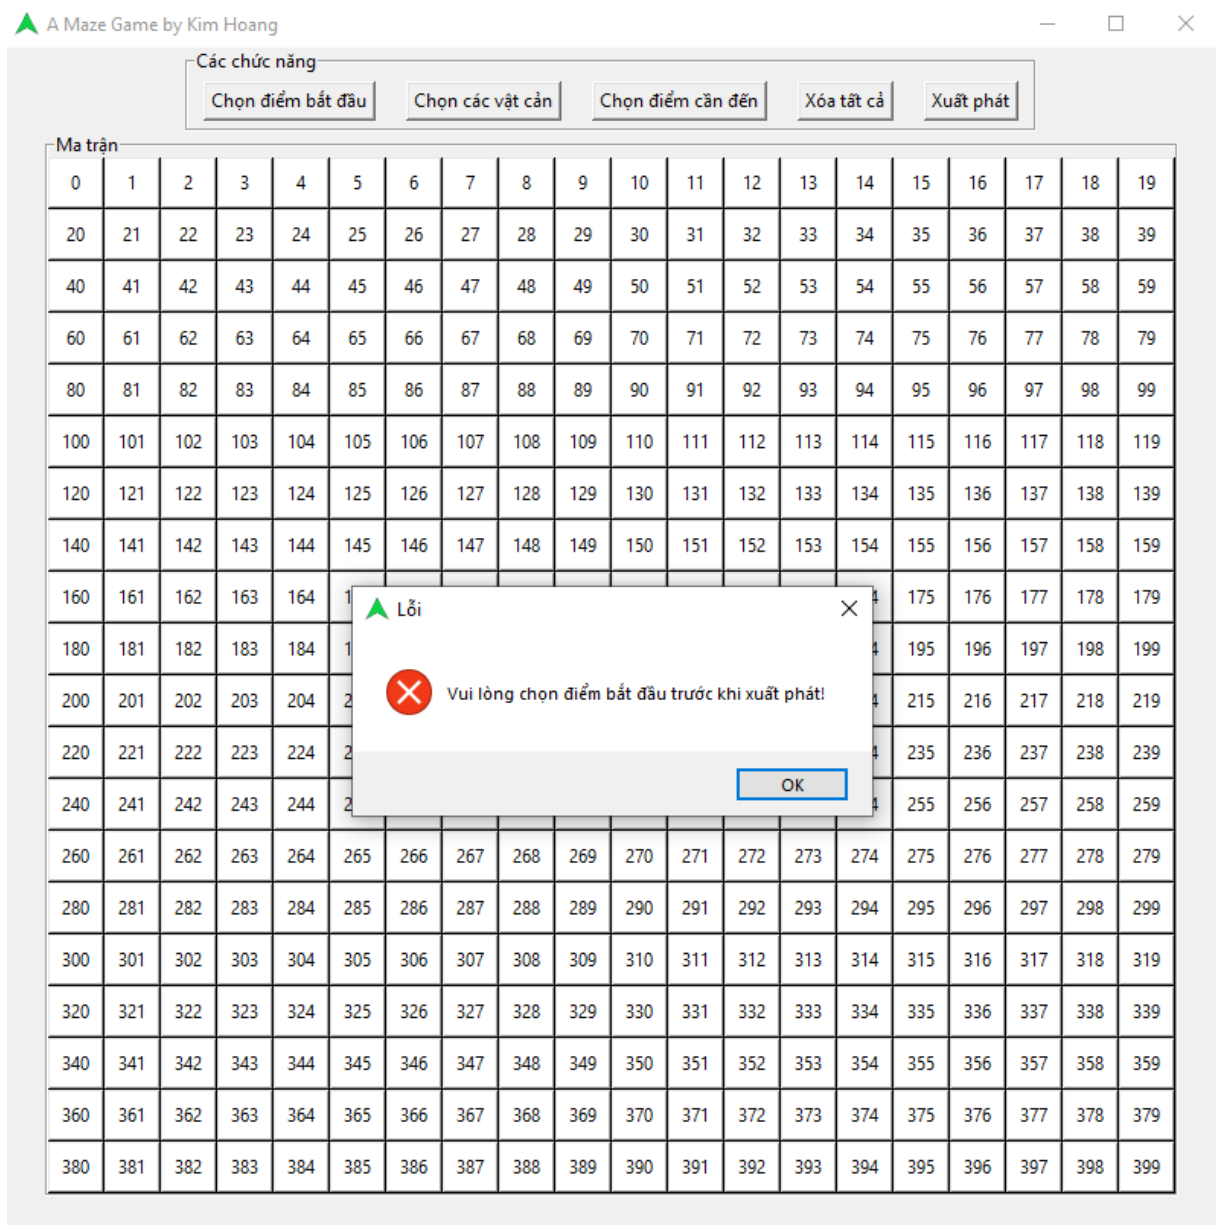 A Maze Game by Kim Hoang
Các chức năng
Chọn điểm bắt đầu Chọn các vật cản Chọn điểm cần đến Xóa tất cả Xuất phát
Ma trận
0 1 2 3 4 5 6 7 8 9 10 11 12 13 14 15 16 17 18 19
20 21 22 23 24 25 26 27 28 29 30 31 32 33 34 35 36 37 38 39
40 41 42 43 44 45 46 47 48 49 50 51 52 53 54 55 56 57 58 59
60 61 62 63 64 65 66 67 68 69 70 71 72 73 74 75 76 77 78 79
80 81 82 83 84 85 86 87 88 89 90 91 92 93 94 95 96 97 98 99
100 101 102 103 104 105 106 107 108 109 110 111 112 113 114 115 116 117 118 119
120 121 122 123 124 125 126 127 128 129 130 131 132 133 134 135 136 137 138 139
140 141 142 143 144 145 146 147 148 149 150 151 152 153 154 155 156 157 158 159
160 161 162 163 164 175 176 177 178 179
Lỗi
180 181 182 183 184 195 196 197 198 199
200 201 202 203 204 215 216 217 218 219
Vui lòng chọn điểm bắt đầu trước khi xuất phát!
220 221 222 223 224 235 236 237 238 239
OK
240 241 242 243 244 255 256 257 258 259
260 261 262 263 264 265 266 267 268 269 270 271 272 273 274 275 276 277 278 279
280 281 282 283 284 285 286 287 288 289 290 291 292 293 294 295 296 297 298 299
300 301 302 303 304 305 306 307 308 309 310 311 312 313 314 315 316 317 318 319
320 321 322 323 324 325 326 327 328 329 330 331 332 333 334 335 336 337 338 339
340 341 342 343 344 345 346 347 348 349 350 351 352 353 354 355 356 357 358 359
360 361 362 363 364 365 366 367 368 369 370 371 372 373 374 375 376 377 378 379
380 381 382 383 384 385 386 387 388 389 390 391 392 393 394 395 396 397 398 399